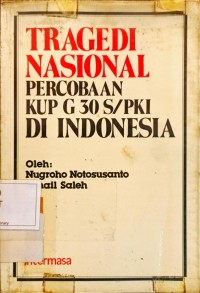 TRAGEDI
NASIONAL
PERCOBAAN
KUP G 30 S/PKI
DI INDONESIA
Oleh:
Nugroho Notosusanto
Saleh